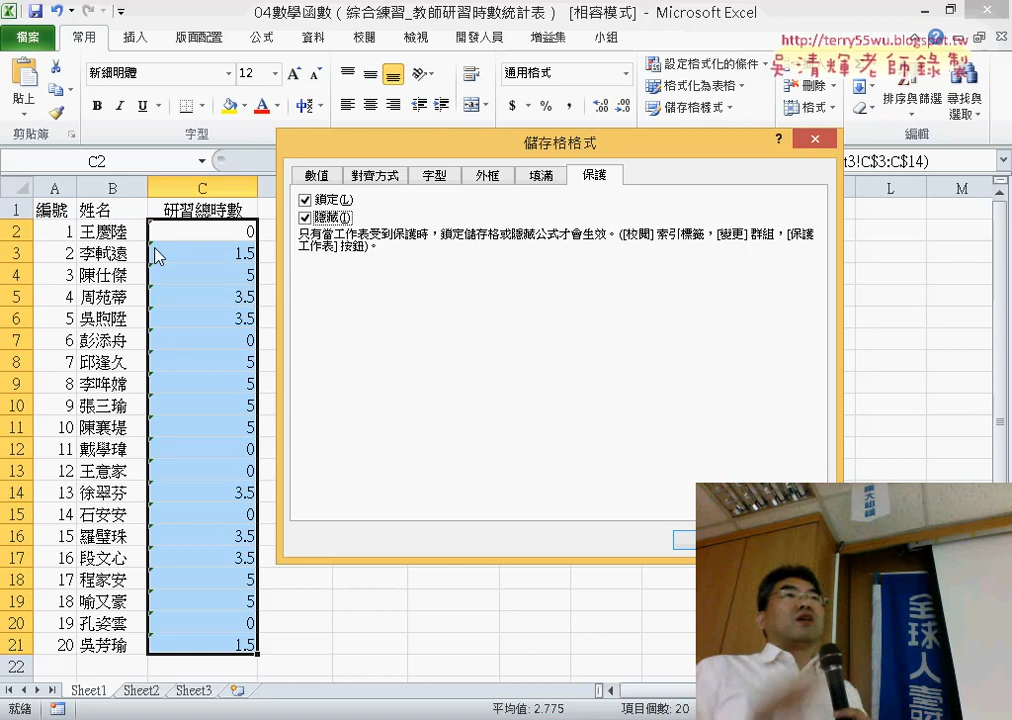 04數學函數（綜合練習_教師研習時數統計表） [相容模式] - Microsoft Excel
檔案 常用 插入 版面配置 公式 資料 校閱 檢視 開發人員 增益集 小組
http://terry55wu.blogspot.tw
吳清輝老師錄製
貼上 新細明體 12 通用格式 設定格式化的條件 格式化為表格 儲存格樣式 刪除 格式 排序與篩選 尋找與選取
剪貼簿 字型 編輯
C2 t3!C$3:C$14)
儲存格格式
數值 對齊方式 字型 外框 填滿 保護
鎖定(L)
隱藏(I)
只有當工作表受到保護時，鎖定儲存格或隱藏公式才會生效。([校閱] 索引標籤，[變更] 群組，[保護
工作表] 按鈕)。
A B C L M
1 編號 姓名 研習總時數
2 1 王慶陸 0
3 2 李軾遠 1.5
4 3 陳仕傑 5
5 4 周苑蒂 3.5
6 5 吳煦陞 3.5
7 6 彭添舟 0
8 7 邱逢久 5
9 8 李哞嫦 5
10 9 張三瑜 5
11 10 陳襄堤 5
12 11 戴學瑋 0
13 12 王意家 0
14 13 徐翠芬 3.5
15 14 石安安 0
16 15 羅璧珠 3.5
17 16 段文心 3.5
18 17 程家安 5
19 18 喻又豪 5
20 19 孔姿雲 0
21 20 吳芳瑜 1.5
22
Sheet1 Sheet2 Sheet3
就緒 平均值: 2.775 項目個數: 20
全球人壽